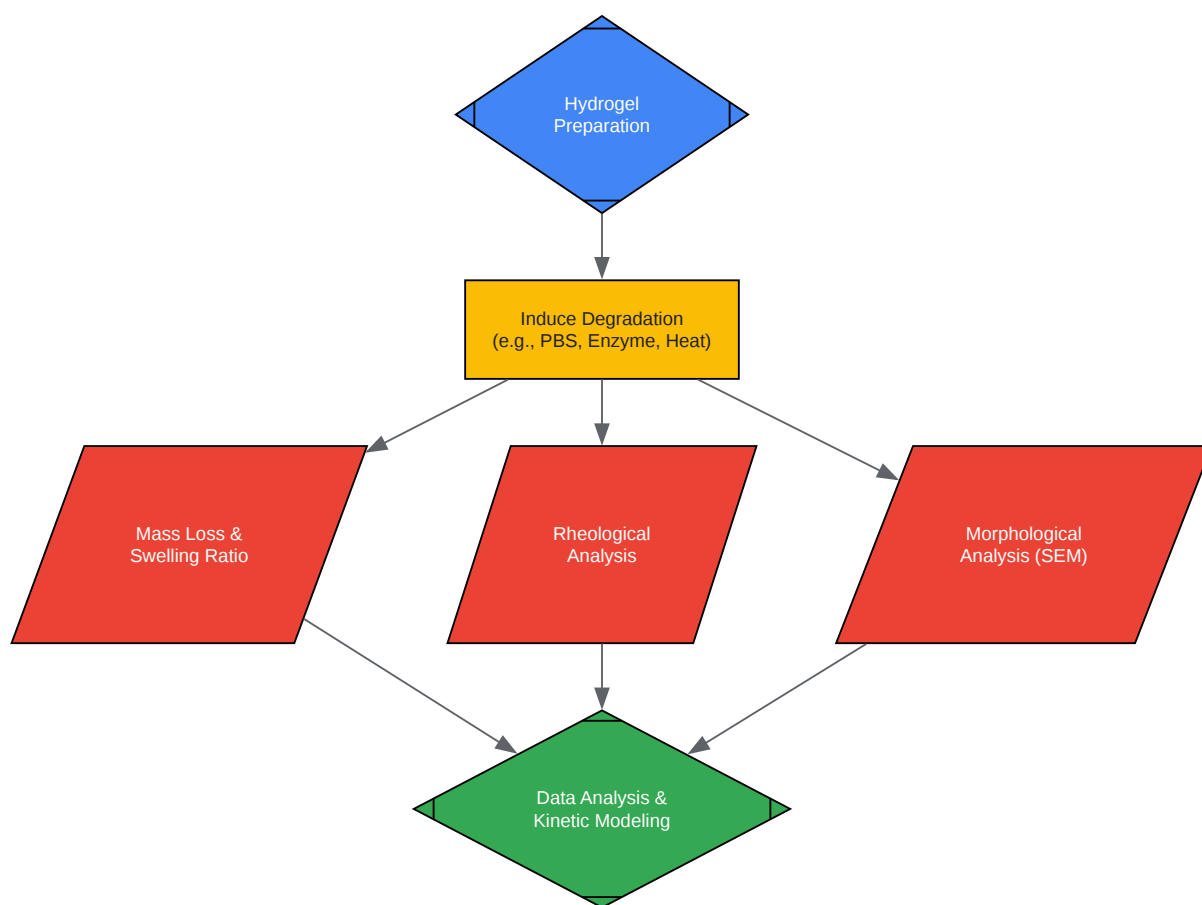 Hydrogel
Preparation
Induce Degradation
(e.g., PBS, Enzyme, Heat)
Mass Loss &
Swelling Ratio
Rheological
Analysis
Morphological
Analysis (SEM)
Data Analysis &
Kinetic Modeling